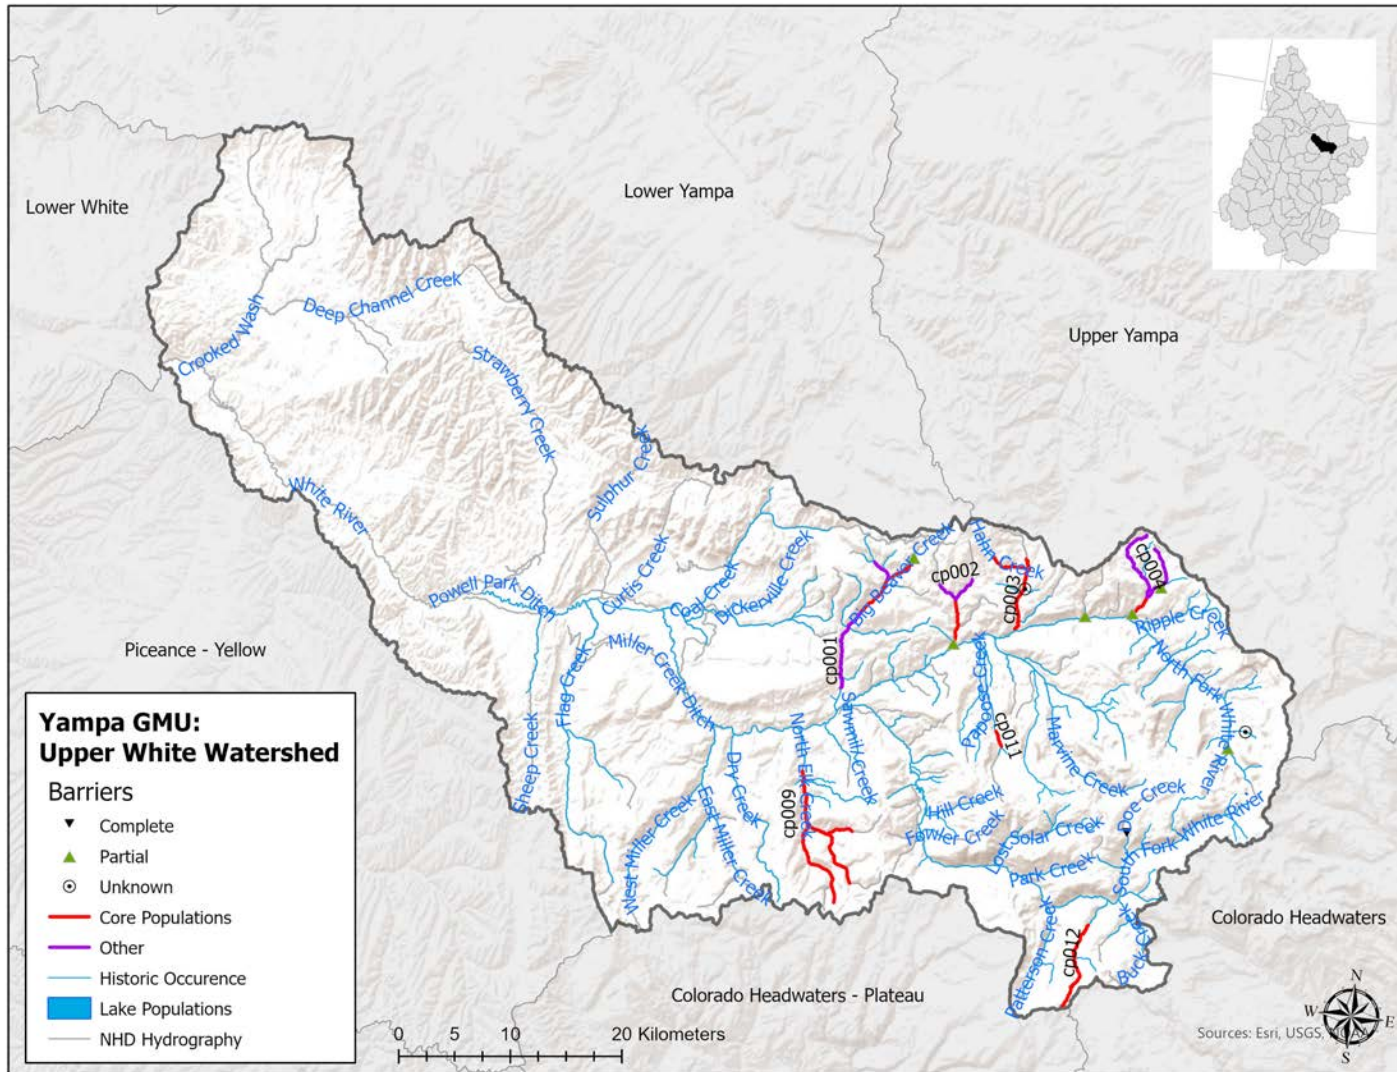 Lower White
Lower Yampa
Upper Yampa
Deep Channel Creek
Crooked Wash
Strawberry Creek
Sulphur Creek
White River
Hahn Creek
Big Beaver Creek
cp002
cp003
cp004
Curtis Creek
Coal Creek
Dickerville Creek
Powell Park Ditch
Ripple Creek
Piceance - Yellow
Miller Creek Ditch
Flag Creek
cp001
Papoose Creek
North Fork White River
Sawmill Creek
cp011
Marvine Creek
Sheep Creek
Dry Creek
North Elk Creek
cp009
Hill Creek
Doe Creek
Fowler Creek
Lost Solar Creek
South Fork White River
West Miller Creek
East Miller Creek
Park Creek
Patterson Creek
cp012
Buck Creek
Colorado Headwaters
Colorado Headwaters - Plateau
Yampa GMU:
Upper White Watershed
Barriers
Complete
Partial
Unknown
Core Populations
Other
Historic Occurence
Lake Populations
NHD Hydrography
0 5 10 20 Kilometers
N
W E
S
Sources: Esri, USGS, NOAA